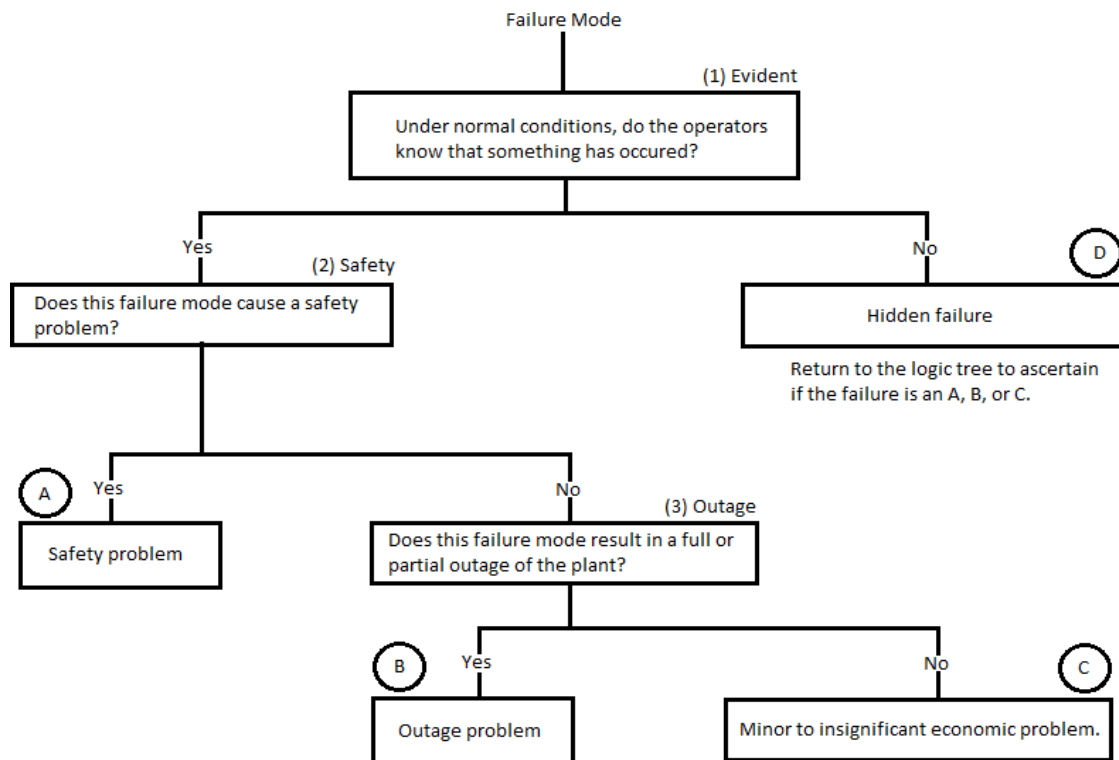 Failure Mode
(1) Evident
Under normal conditions, do the operators
know that something has occured?
Yes
No
D
(2) Safety
Does this failure mode cause a safety
problem?
Hidden failure
Return to the logic tree to ascertain
if the failure is an A, B, or C.
A
Yes
No
(3) Outage
Safety problem
Does this failure mode result in a full or
partial outage of the plant?
B
Yes
No
C
Outage problem
Minor to insignificant economic problem.